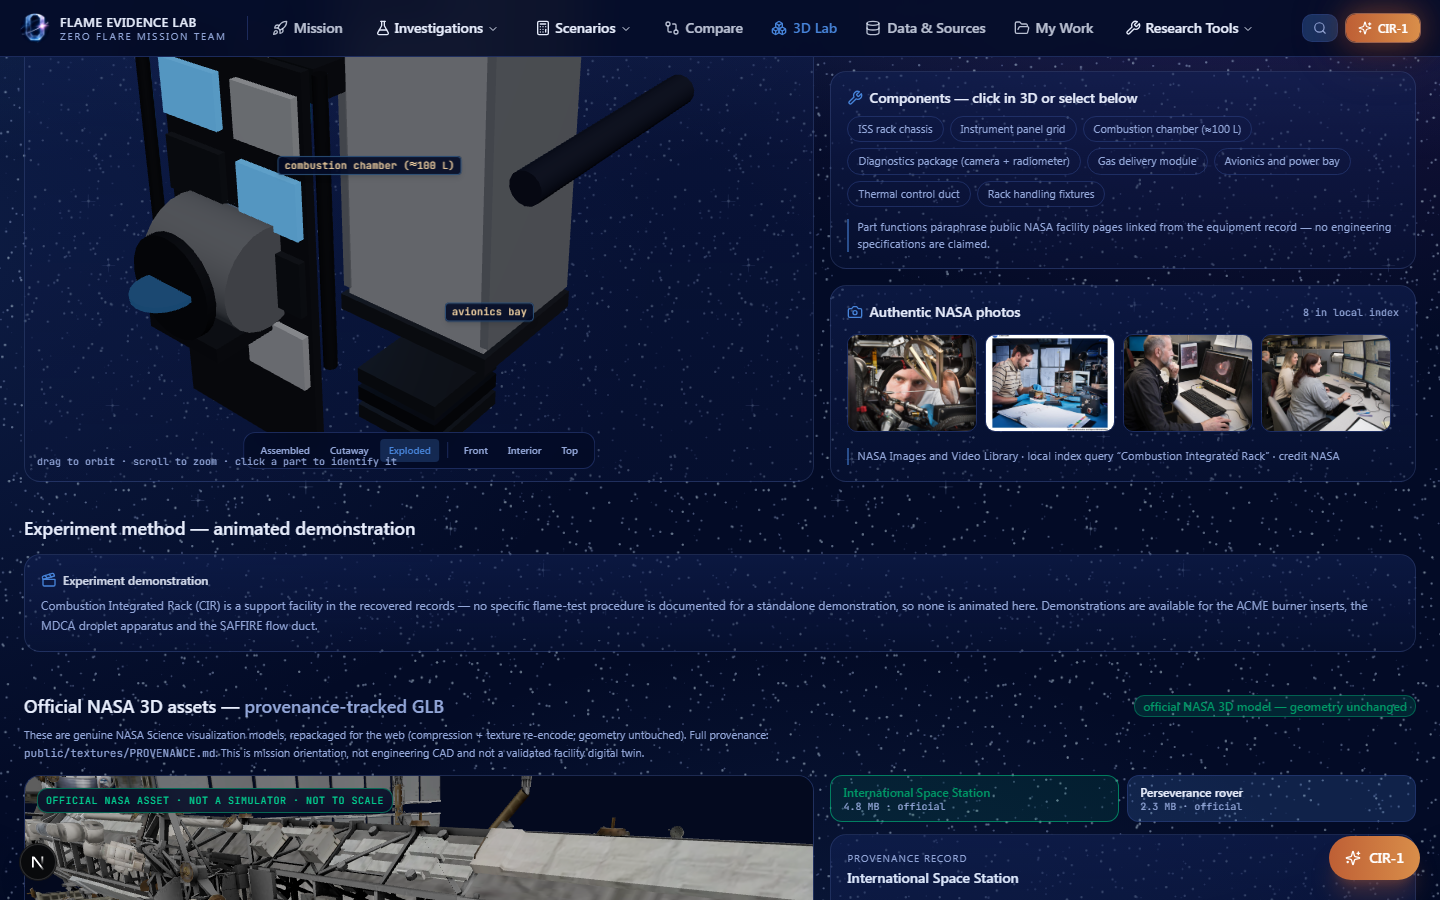 FLAME EVIDENCE LAB
ZERO FLARE MISSION TEAM
Mission
Investigations
Scenarios
Compare
3D Lab
Data & Sources
My Work
Research Tools
CIR-1
combustion chamber (≈100 L)
avionics bay
Assembled
Cutaway
Exploded
Front
Interior
Top
drag to orbit · scroll to zoom · click a part to identify it
Components — click in 3D or select below
ISS rack chassis
Instrument panel grid
Combustion chamber (≈100 L)
Diagnostics package (camera + radiometer)
Gas delivery module
Avionics and power bay
Thermal control duct
Rack handling fixtures
Part functions paraphrase public NASA facility pages linked from the equipment record — no engineering
specifications are claimed.
Authentic NASA photos
8 in local index
NASA Images and Video Library · local index query “Combustion Integrated Rack” · credit NASA
Experiment method — animated demonstration
Experiment demonstration
Combustion Integrated Rack (CIR) is a support facility in the recovered records — no specific flame-test procedure is documented for a standalone demonstration, so none is animated here. Demonstrations are available for the ACME burner inserts, the
MDCA droplet apparatus and the SAFFIRE flow duct.
Official NASA 3D assets — provenance-tracked GLB
official NASA 3D model — geometry unchanged
These are genuine NASA Science visualization models, repackaged for the web (compression + texture re-encode; geometry untouched). Full provenance:
public/textures/PROVENANCE.md. This is mission orientation, not engineering CAD and not a validated facility digital twin.
OFFICIAL NASA ASSET · NOT A SIMULATOR · NOT TO SCALE
International Space Station
4.8 MB · official
Perseverance rover
2.3 MB · official
PROVENANCE RECORD
International Space Station
N
CIR-1